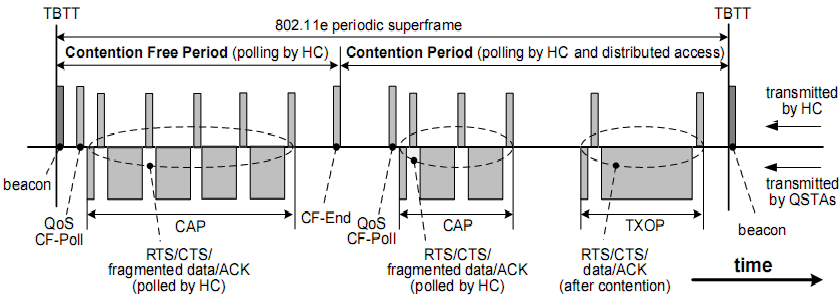 TBTT
TBTT
802.11e periodic superframe
Contention Free Period (polling by HC)
Contention Period (polling by HC and distributed access)
transmitted
by HC
transmitted
by QSTAs
beacon
QoS
CF-Poll
CAP
CF-End
QoS
CF-Poll
CAP
TXOP
beacon
RTS/CTS/
fragmented data/ACK
(polled by HC)
RTS/CTS/
fragmented data/ACK
(polled by HC)
RTS/CTS/
data/ACK
(after contention)
time